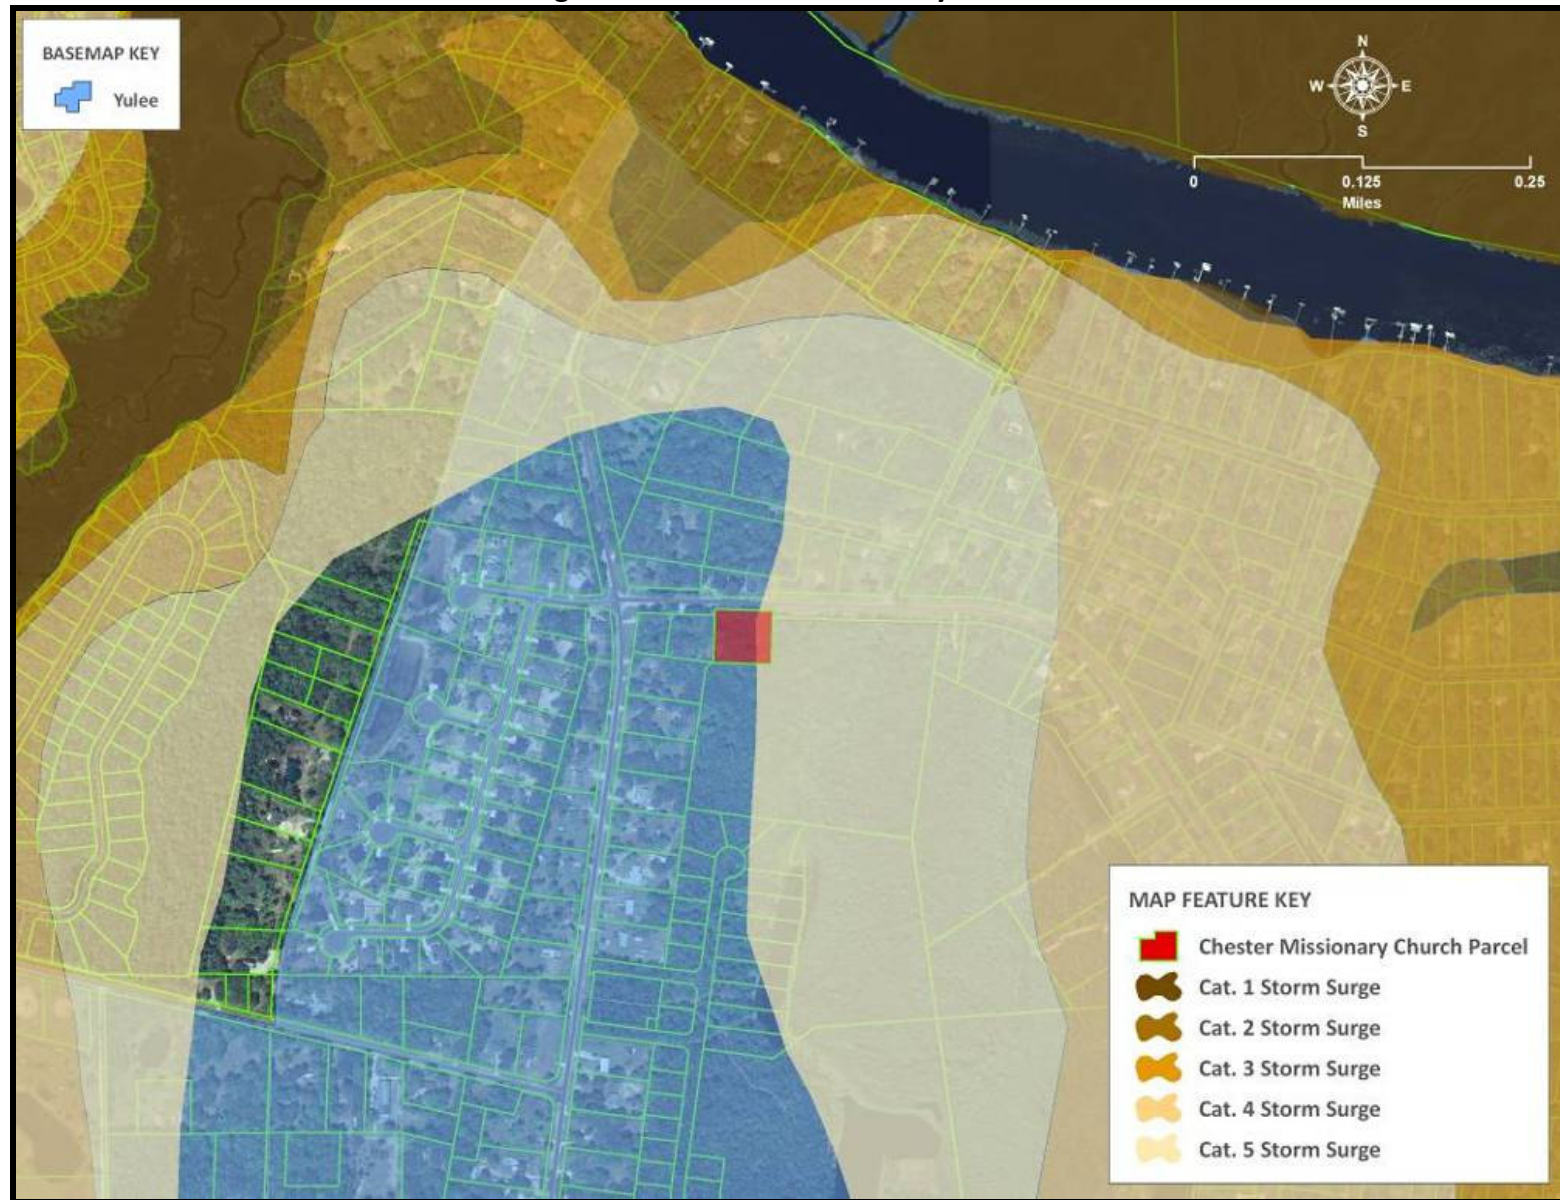 BASEMAP KEY
Yulee
N
W E
S
0 0.125 0.25
Miles
MAP FEATURE KEY
Chester Missionary Church Parcel
Cat. 1 Storm Surge
Cat. 2 Storm Surge
Cat. 3 Storm Surge
Cat. 4 Storm Surge
Cat. 5 Storm Surge